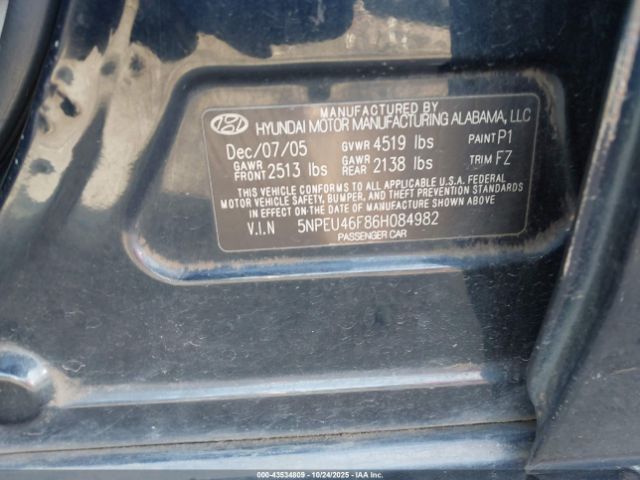 MANUFACTURED BY
HYUNDAI MOTOR MANUFACTURING ALABAMA, LLC
Dec/07/05 GVWR 4519 lbs PAINT P1
GAWR FRONT 2513 lbs GAWR REAR 2138 lbs TRIM FZ
THIS VEHICLE CONFORMS TO ALL APPLICABLE U.S.A. FEDERAL
MOTOR VEHICLE SAFETY, BUMPER, AND THEFT PREVENTION STANDARDS
IN EFFECT ON THE DATE OF MANUFACTURE SHOWN ABOVE.
V.I.N 5NPEU46F86H084982
PASSENGER CAR
000-43534809 - 10/24/2025 - IAAI.COM